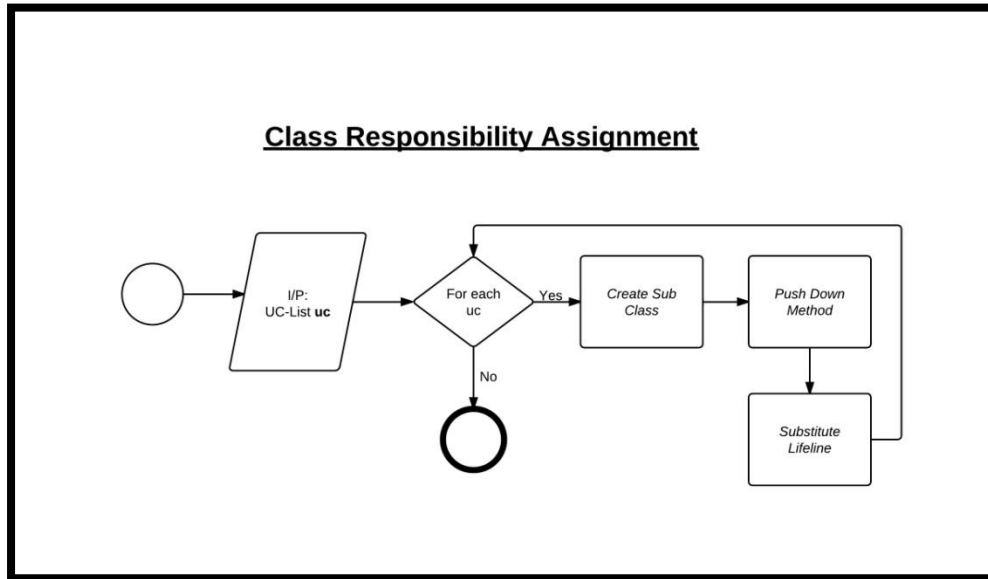 Class Responsibility Assignment
I/P:
UC-List uc
For each
uc
Yes
Create Sub
Class
Push Down
Method
No
Substitute
Lifeline